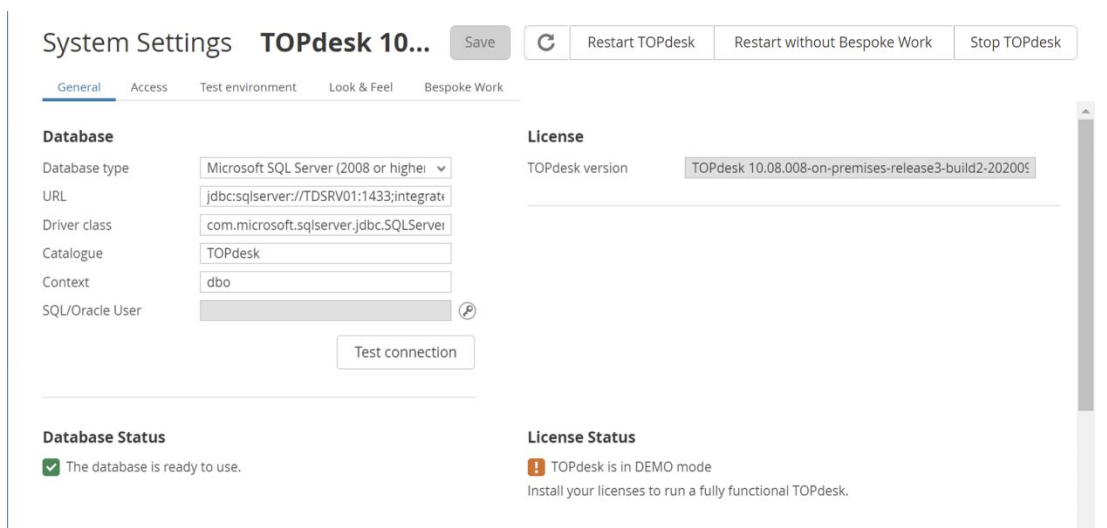 System Settings TOPdesk 10... Save Restart TOPdesk Restart without Bespoke Work Stop TOPdesk
General Access Test environment Look & Feel Bespoke Work
Database
Database type Microsoft SQL Server (2008 or higher
URL jdbc:sqlserver://TDSRV01:1433;integrate
Driver class com.microsoft.sqlserver.jdbc.SQLServer
Catalogue TOPdesk
Context dbo
SQL/Oracle User
Test connection
License
TOPdesk version TOPdesk 10.08.008-on-premises-release3-build2-202009
Database Status
The database is ready to use.
License Status
TOPdesk is in DEMO mode
Install your licenses to run a fully functional TOPdesk.